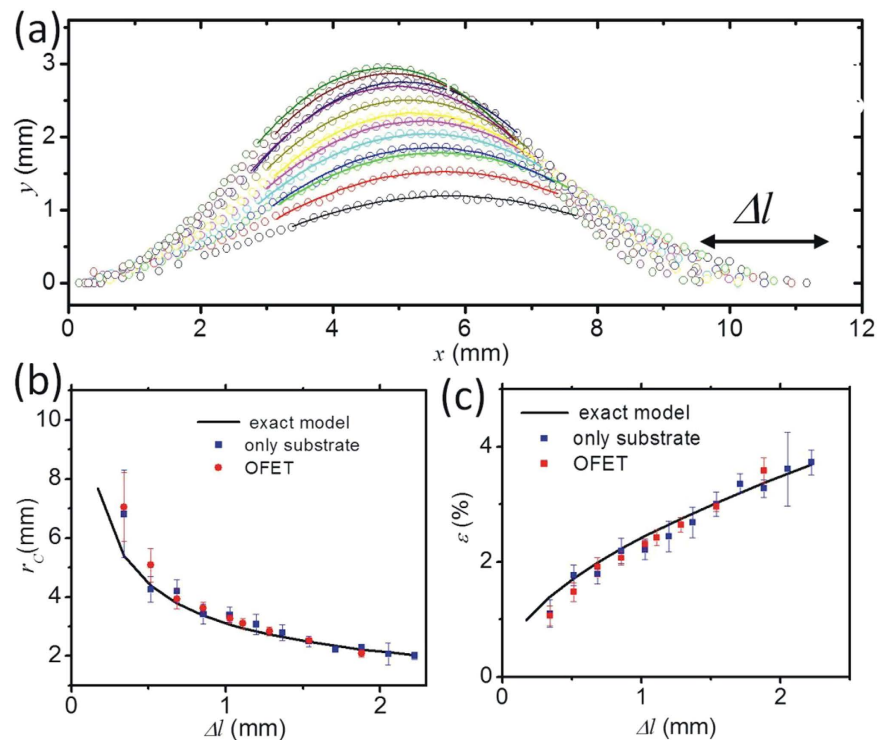 (a)
3
2
1
0
y (mm)
Δl
0 2 4 6 8 10 12
x (mm)
(b)
10
8
6
4
2
r_C(mm)
exact model
only substrate
OFET
0 1 2
Δl (mm)
(c)
4
2
0
ε (%)
exact model
only substrate
OFET
0 1 2
Δl (mm)